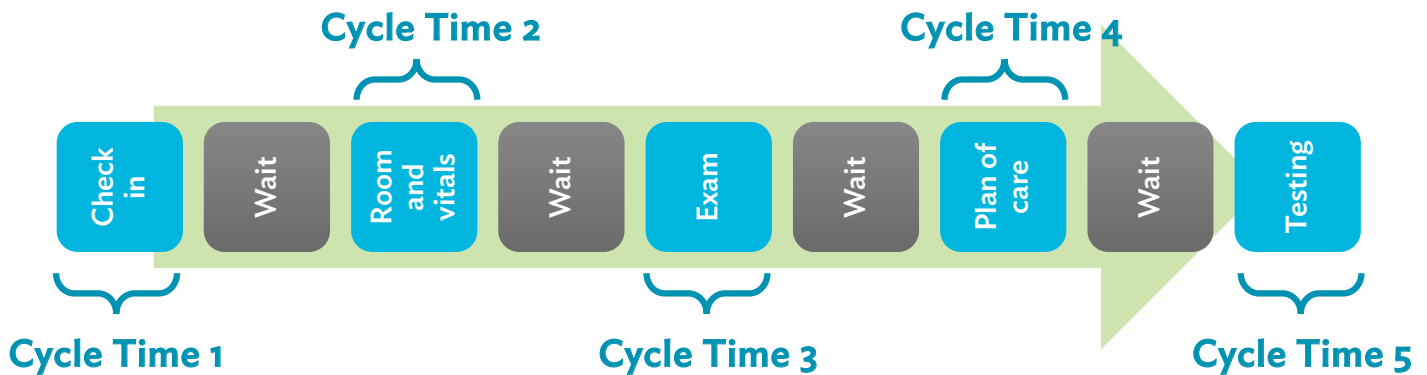 Cycle Time 2
Cycle Time 4
Check
in
Wait
Room
and
vitals
Wait
Exam
Wait
Plan of
care
Wait
Testing
Cycle Time 1
Cycle Time 3
Cycle Time 5